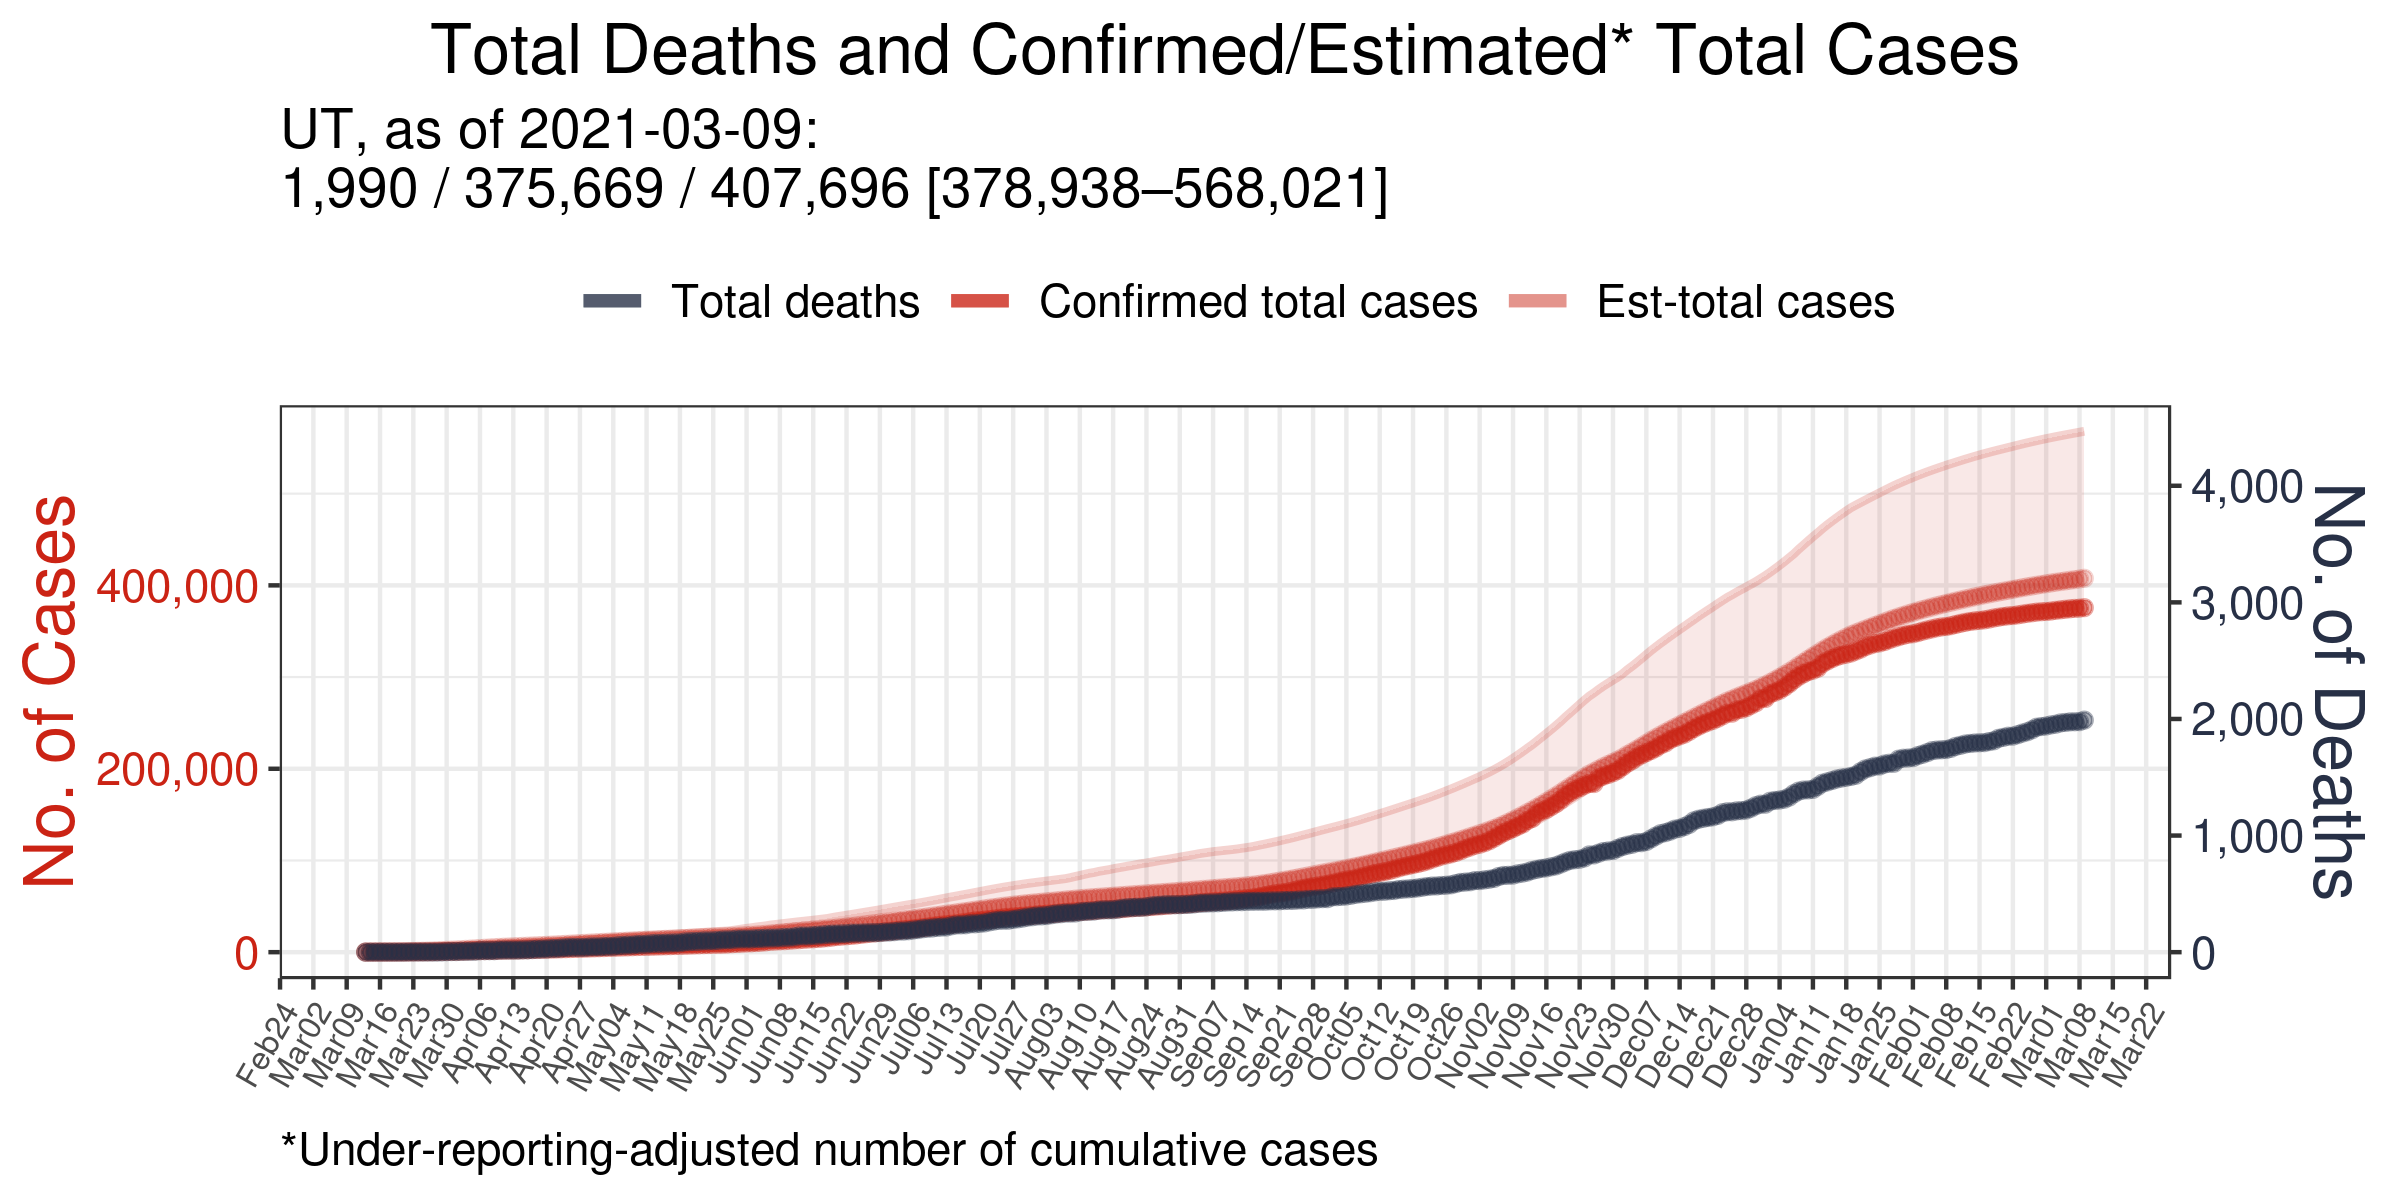 Total Deaths and Confirmed/Estimated* Total Cases
UT, as of 2021-03-09:
1,990 / 375,669 / 407,696 [378,938–568,021]
Total deaths
Confirmed total cases
Est-total cases
No. of Cases
400,000
200,000
0
4,000
3,000
2,000
1,000
0
No. of Deaths
Feb24
Mar02
Mar09
Mar16
Mar23
Mar30
Apr06
Apr13
Apr20
Apr27
May04
May11
May18
May25
Jun01
Jun08
Jun15
Jun22
Jun29
Jul06
Jul13
Jul20
Jul27
Aug03
Aug10
Aug17
Aug24
Aug31
Sep07
Sep14
Sep21
Sep28
Oct05
Oct12
Oct19
Oct26
Nov02
Nov09
Nov16
Nov23
Nov30
Dec07
Dec14
Dec21
Dec28
Jan04
Jan11
Jan18
Jan25
Feb01
Feb08
Feb15
Feb22
Mar01
Mar08
Mar15
Mar22
*Under-reporting-adjusted number of cumulative cases